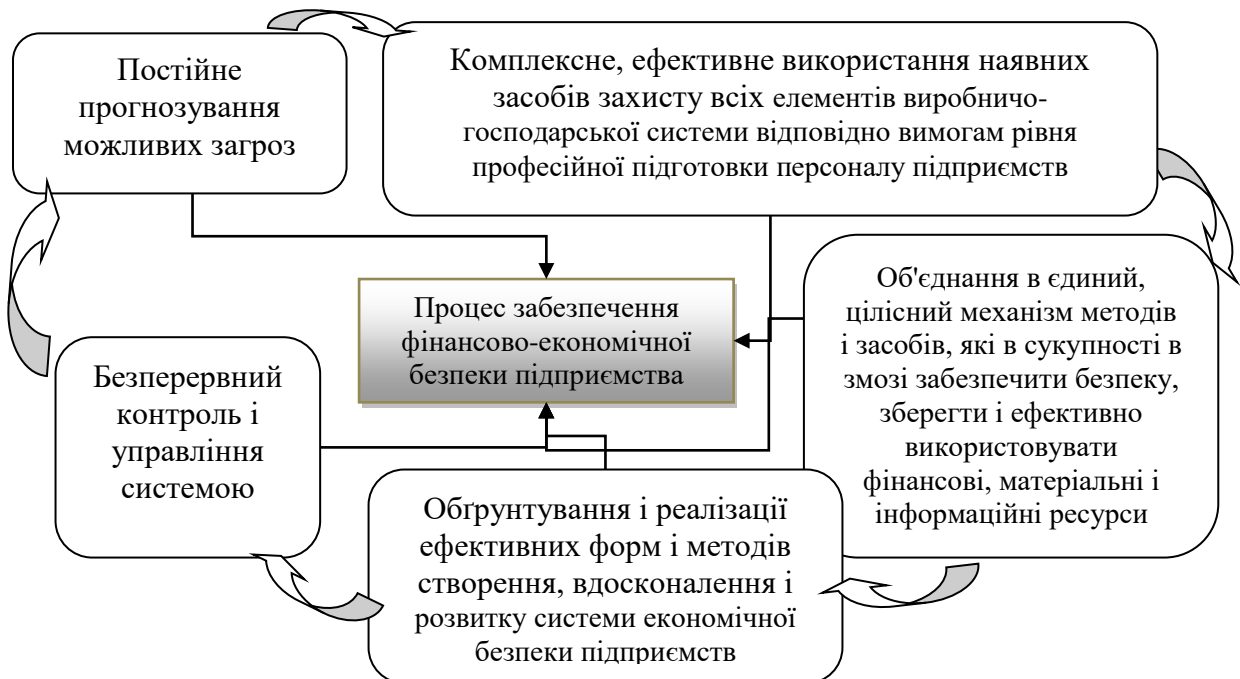 Постійне
прогнозування
можливих загроз
Комплексне, ефективне використання наявних
засобів захисту всіх елементів виробничо-
господарської системи відповідно вимогам рівня
професійної підготовки персоналу підприємств
Процес забезпечення
фінансово-економічної
безпеки підприємства
Об'єднання в єдиний,
цілісний механізм методів
і засобів, які в сукупності в
змозі забезпечити безпеку,
зберегти і ефективно
використовувати
фінансові, матеріальні і
інформаційні ресурси
Безперервний
контроль і
управління
системою
Обґрунтування і реалізації
ефективних форм і методів
створення, вдосконалення і
розвитку системи економічної
безпеки підприємств